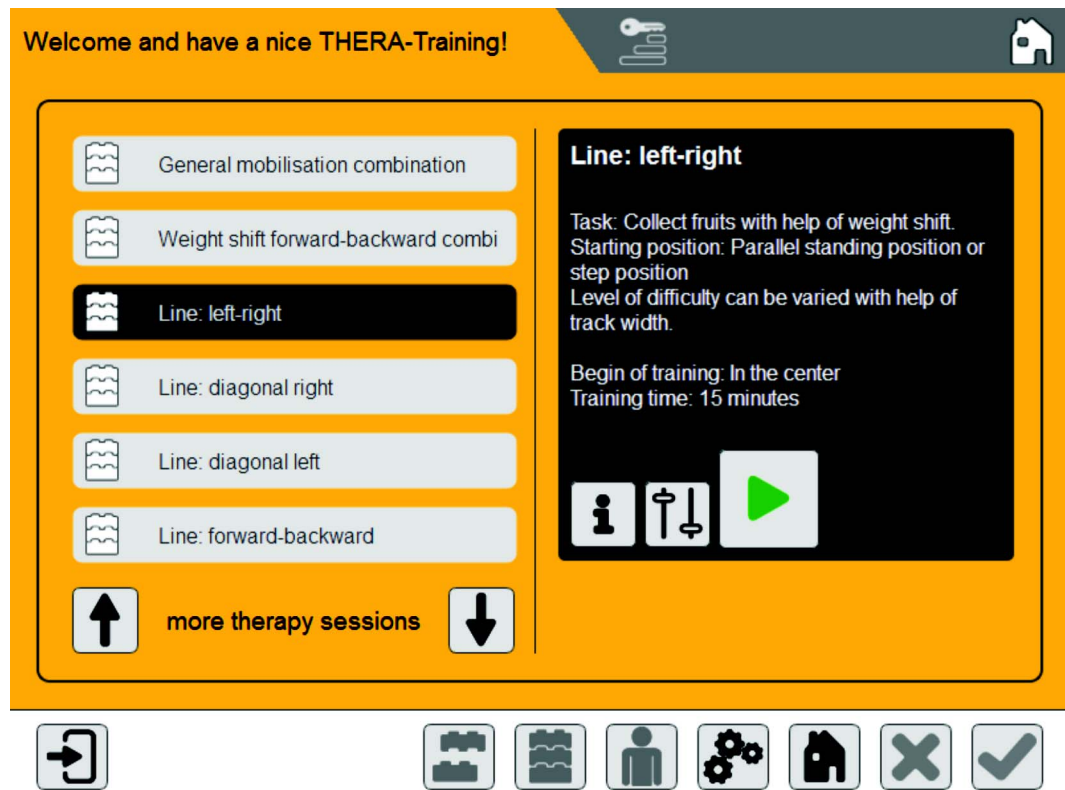 Welcome and have a nice THERA-Training!
General mobilisation combination
Weight shift forward-backward combi
Line: left-right
Line: diagonal right
Line: diagonal left
Line: forward-backward
more therapy sessions
Line: left-right
Task: Collect fruits with help of weight shift.
Starting position: Parallel standing position or
step position
Level of difficulty can be varied with help of
track width.
Begin of training: In the center
Training time: 15 minutes